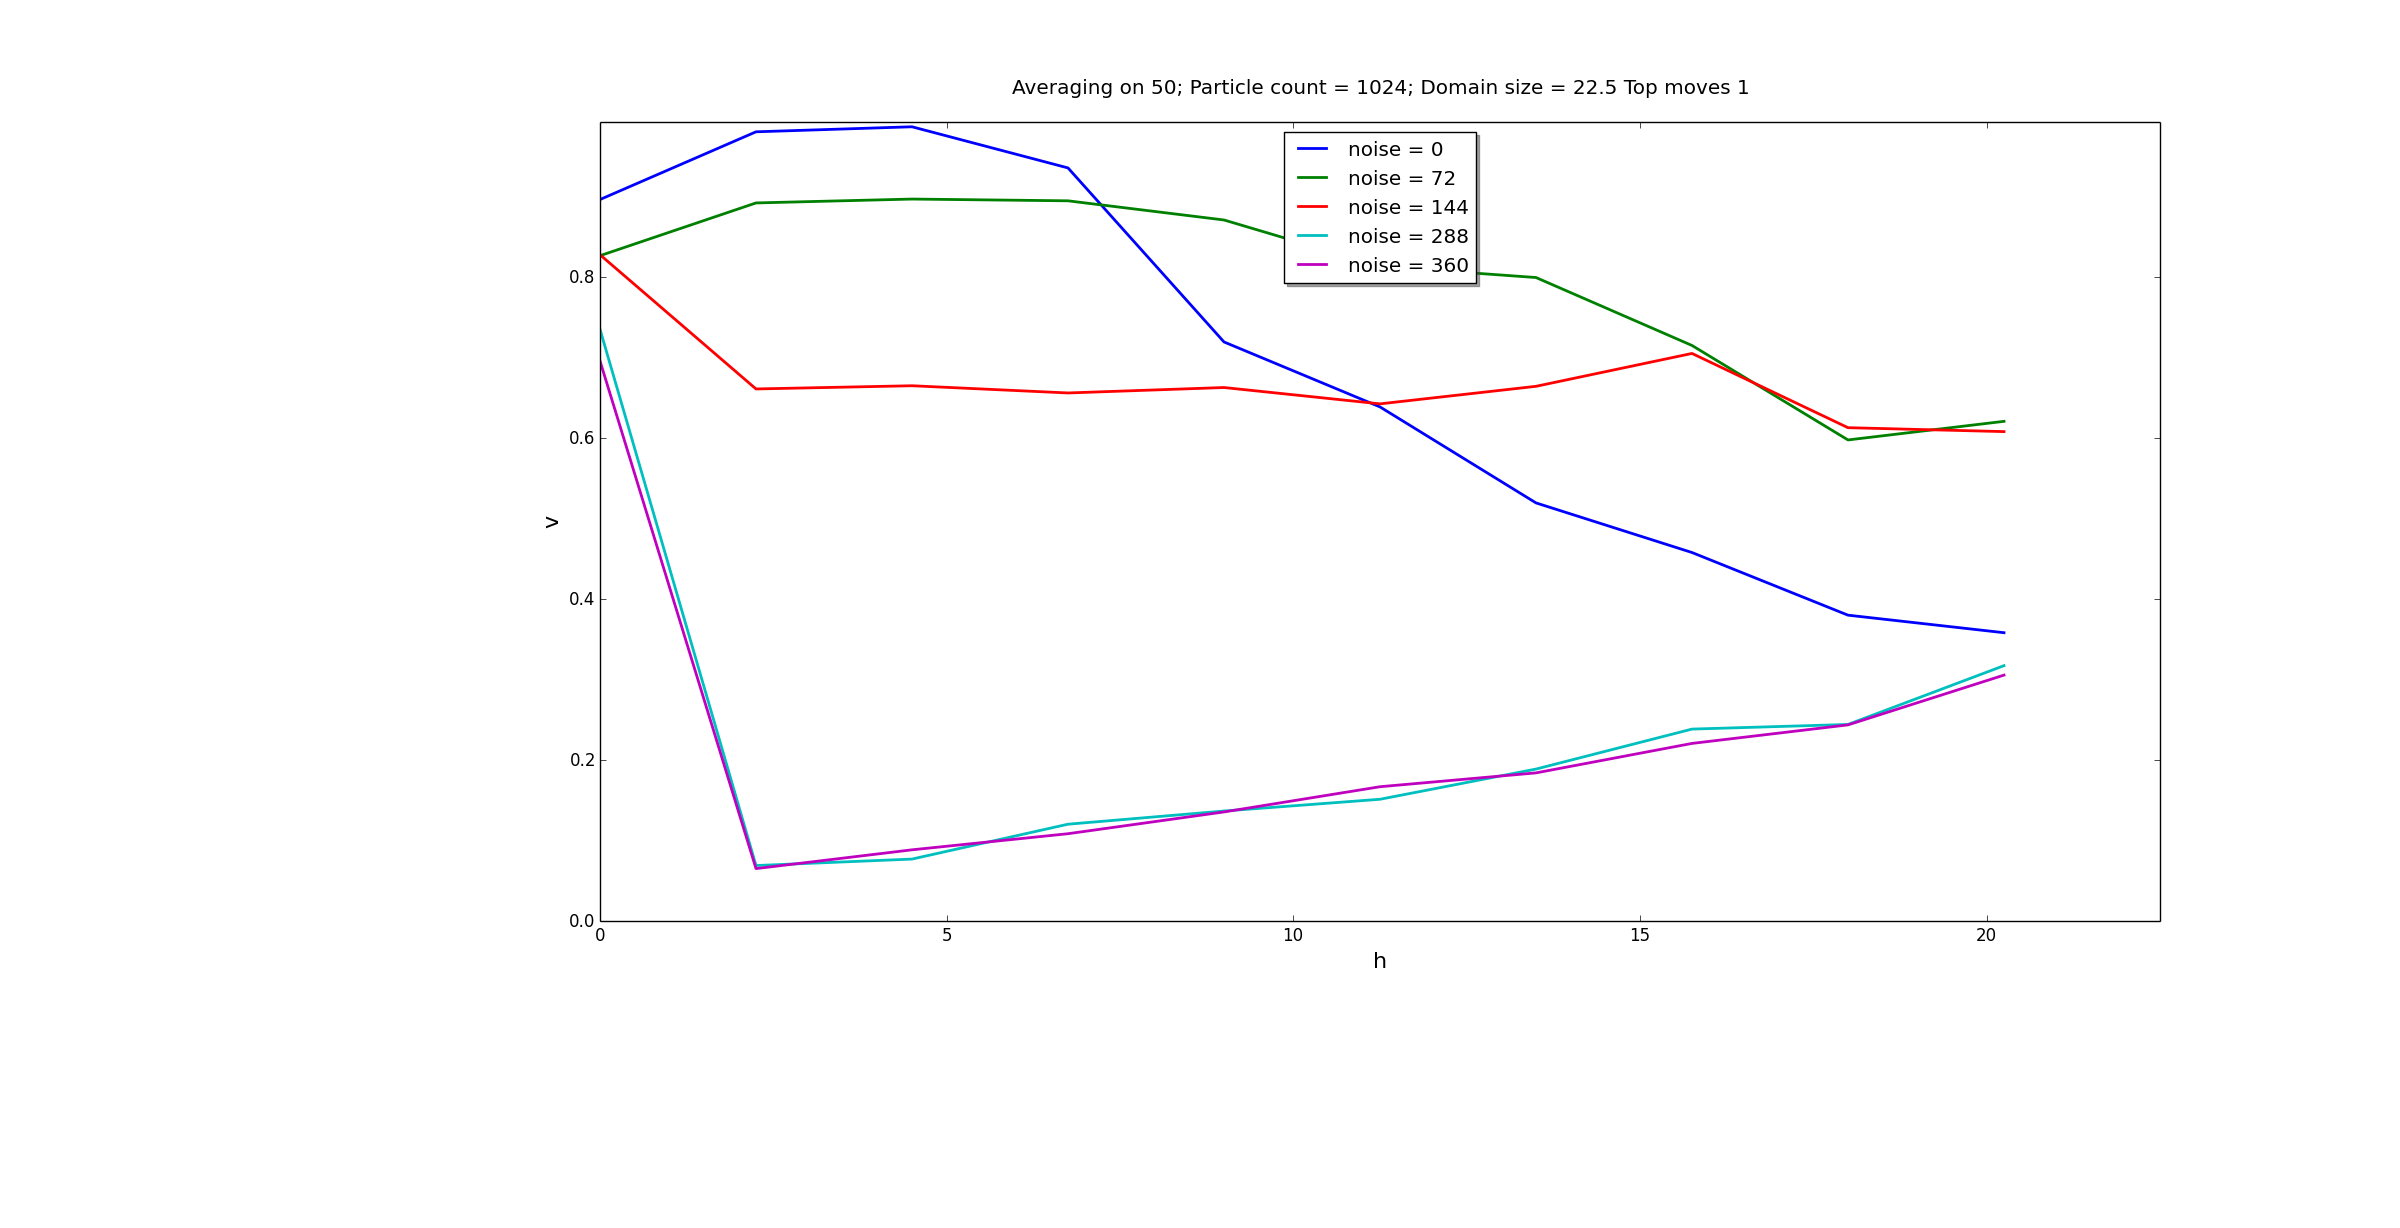 Averaging on 50; Particle count = 1024; Domain size = 22.5 Top moves 1
noise = 0
noise = 72
noise = 144
noise = 288
noise = 360
0.8
0.6
0.4
0.2
0.0
v
0 5 10 15 20
h